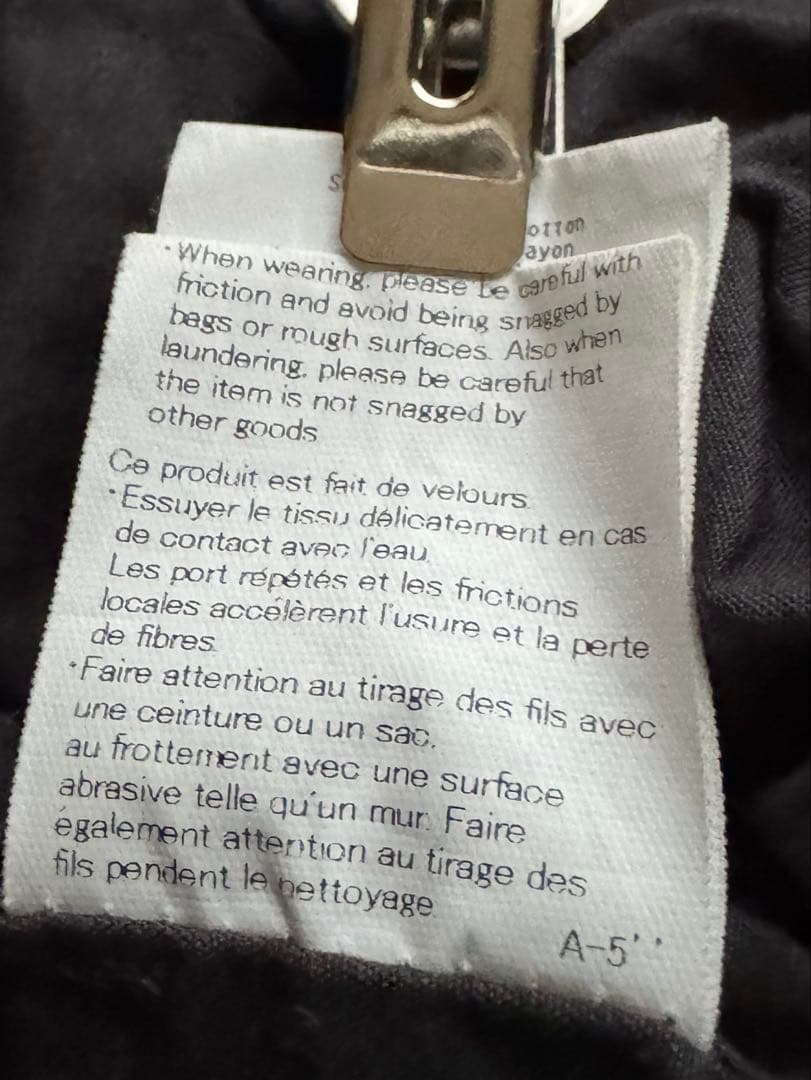 otton
ayon
· When wearing, please be careful with
friction and avoid being snagged by
bags or rough surfaces. Also when
laundering, please be careful that
the item is not snagged by
other goods.
Ce produit est fait de velours.
· Essuyer le tissu délicatement en cas
de contact avec l'eau.
Les port répétés et les frictions
locales accélèrent l'usure et la perte
de fibres.
· Faire attention au tirage des fils avec
une ceinture ou un sac,
au frottement avec une surface
abrasive telle qu'un mur. Faire
également attention au tirage des
fils pendent le nettoyage.
A-5''